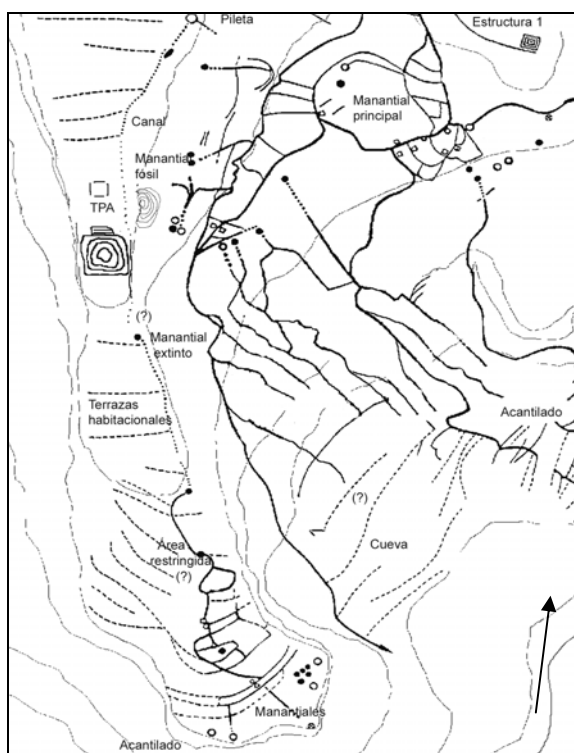 Pileta
Estructura 1
Manantial
principal
Canal
Manantial
fósil
TPA
(?)
Manantial
extinto
Terrazas
habitacionales
Acantilado
(?)
Cueva
Área
restringida
(?)
Manantiales
Acantilado